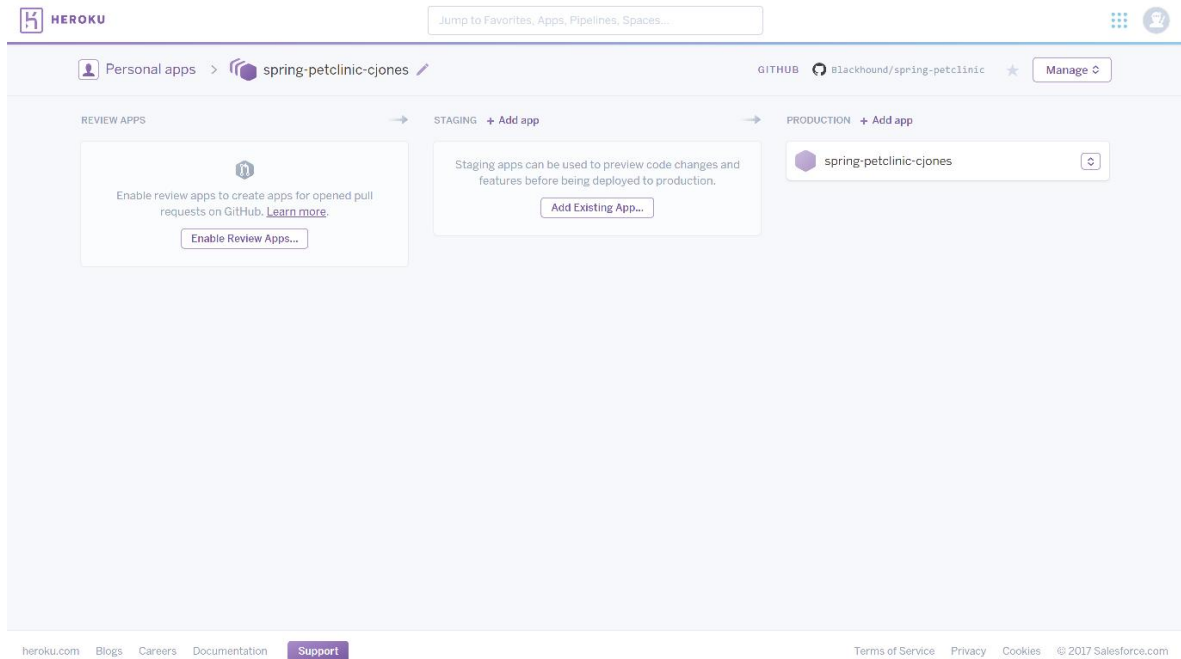 HEROKU
Jump to Favorites, Apps, Pipelines, Spaces...
Personal apps > spring-petclinic-cjones
GITHUB Blackhound/spring-petclinic
Manage
REVIEW APPS
Enable review apps to create apps for opened pull
requests on GitHub. Learn more.
Enable Review Apps...
STAGING + Add app
Staging apps can be used to preview code changes and
features before being deployed to production.
Add Existing App...
PRODUCTION + Add app
spring-petclinic-cjones
heroku.com Blogs Careers Documentation Support
Terms of Service Privacy Cookies © 2017 Salesforce.com